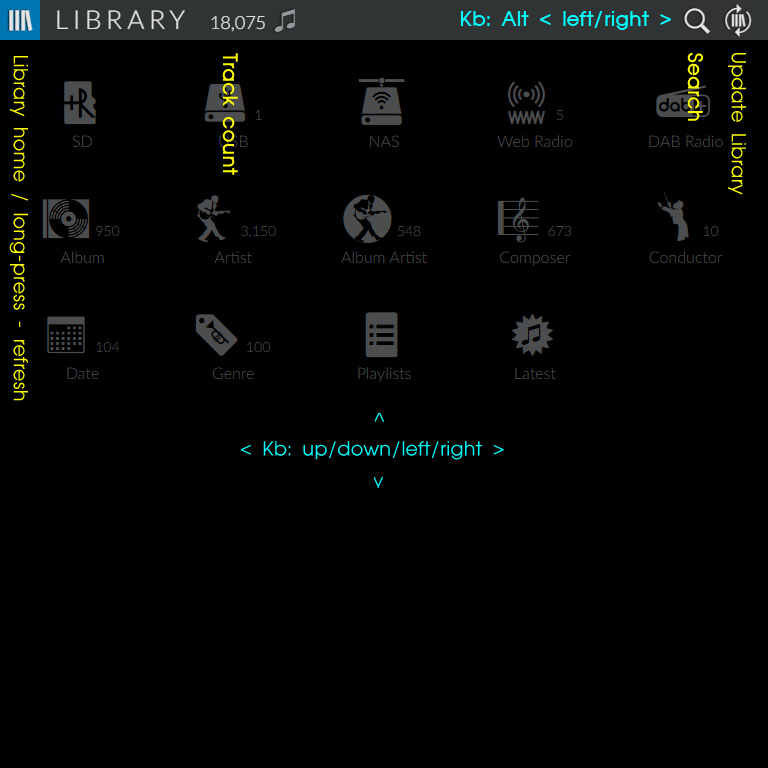 LIBRARY 18,075 Kb: Alt < left/right >
Library home / long-press - refresh
Track count
Search
Update Library
SD
1
USB
NAS
5
Web Radio
dab+
DAB Radio
950
Album
3,150
Artist
548
Album Artist
673
Composer
10
Conductor
104
Date
100
Genre
Playlists
Latest
^
< Kb: up/down/left/right >
v